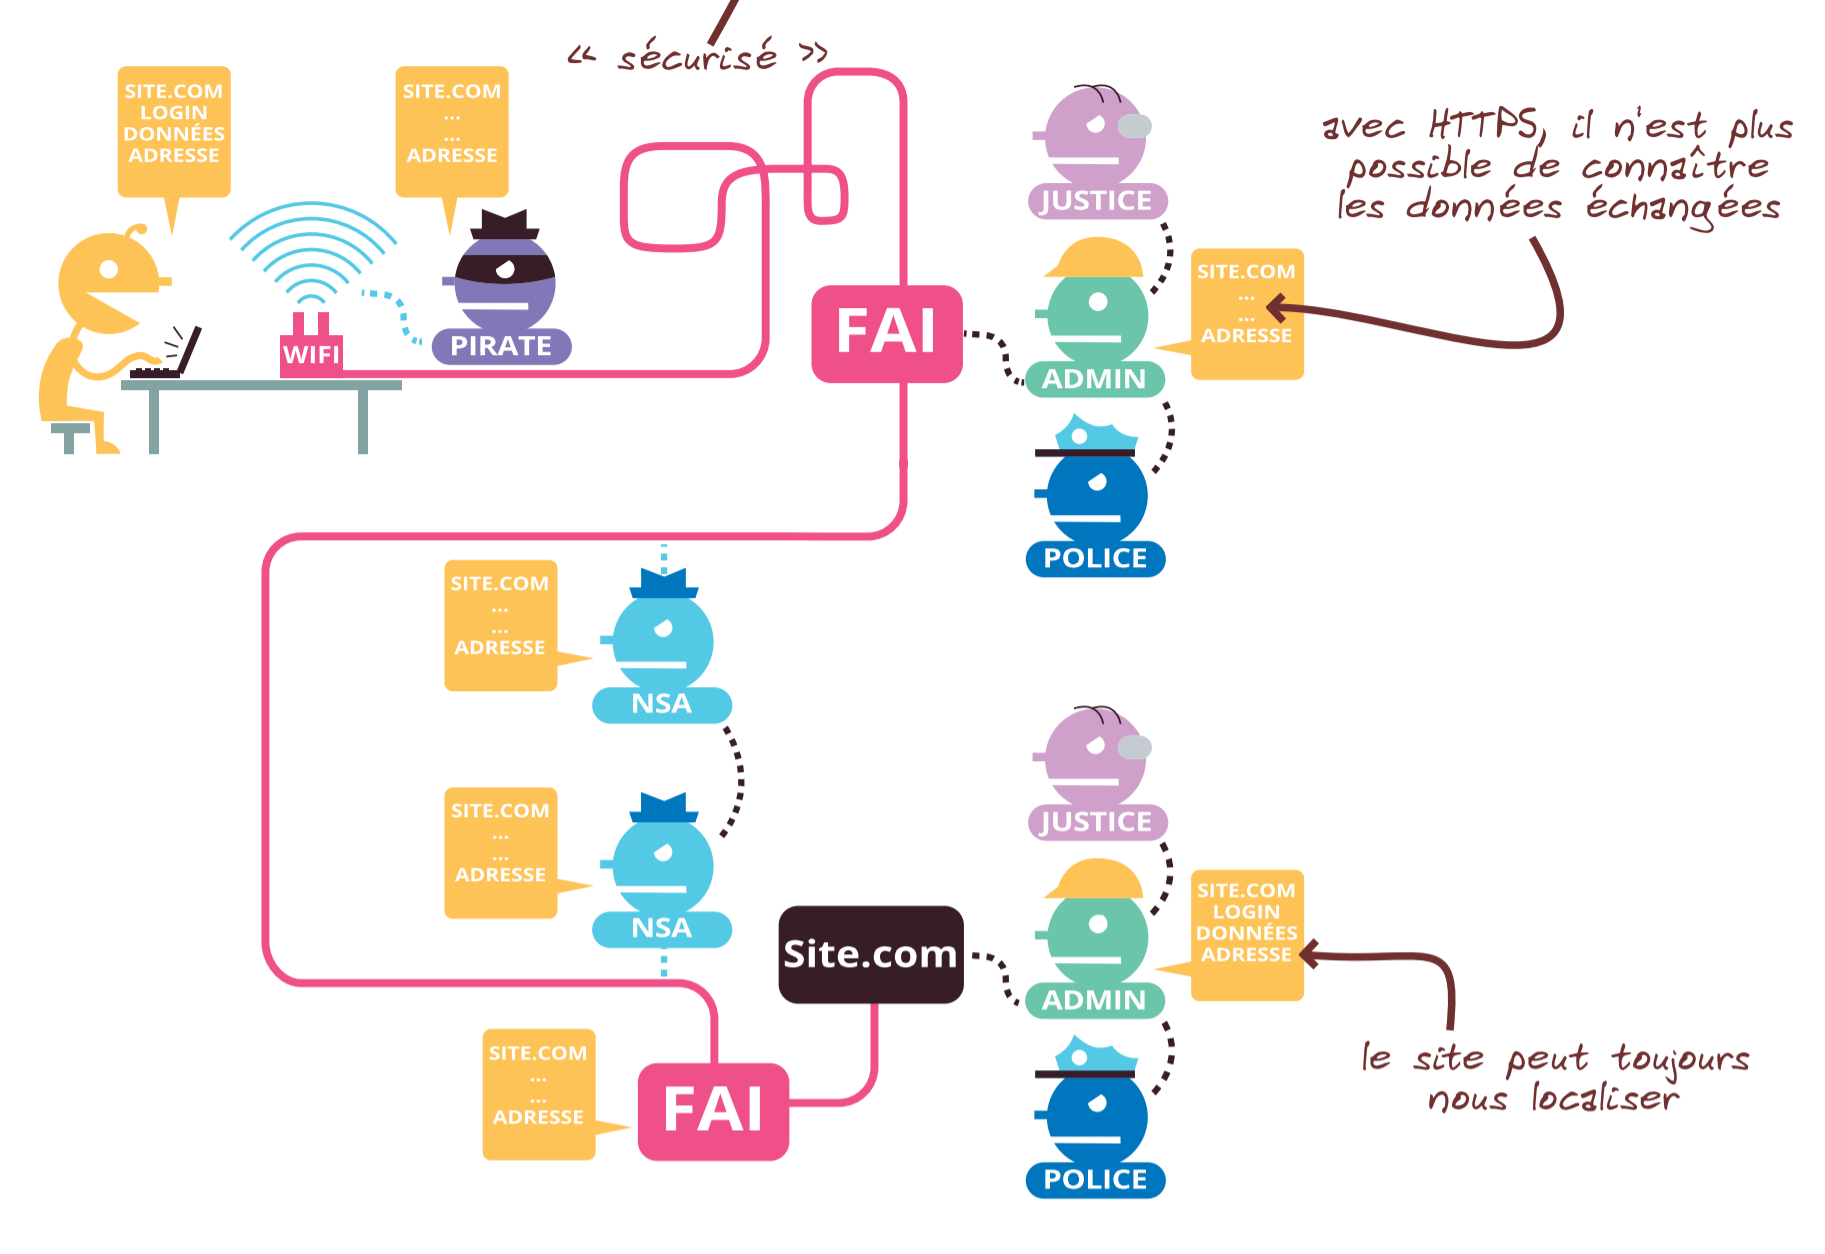 « sécurisé »
SITE.COM
LOGIN
DONNÉES
ADRESSE
SITE.COM
...
...
ADRESSE
WIFI
PIRATE
FAI
JUSTICE
ADMIN
POLICE
SITE.COM
...
...
ADRESSE
avec HTTPS, il n'est plus
possible de connaître
les données échangées
SITE.COM
...
...
ADRESSE
NSA
SITE.COM
...
...
ADRESSE
NSA
SITE.COM
...
...
ADRESSE
FAI
Site.com
JUSTICE
ADMIN
POLICE
SITE.COM
LOGIN
DONNÉES
ADRESSE
le site peut toujours
nous localiser